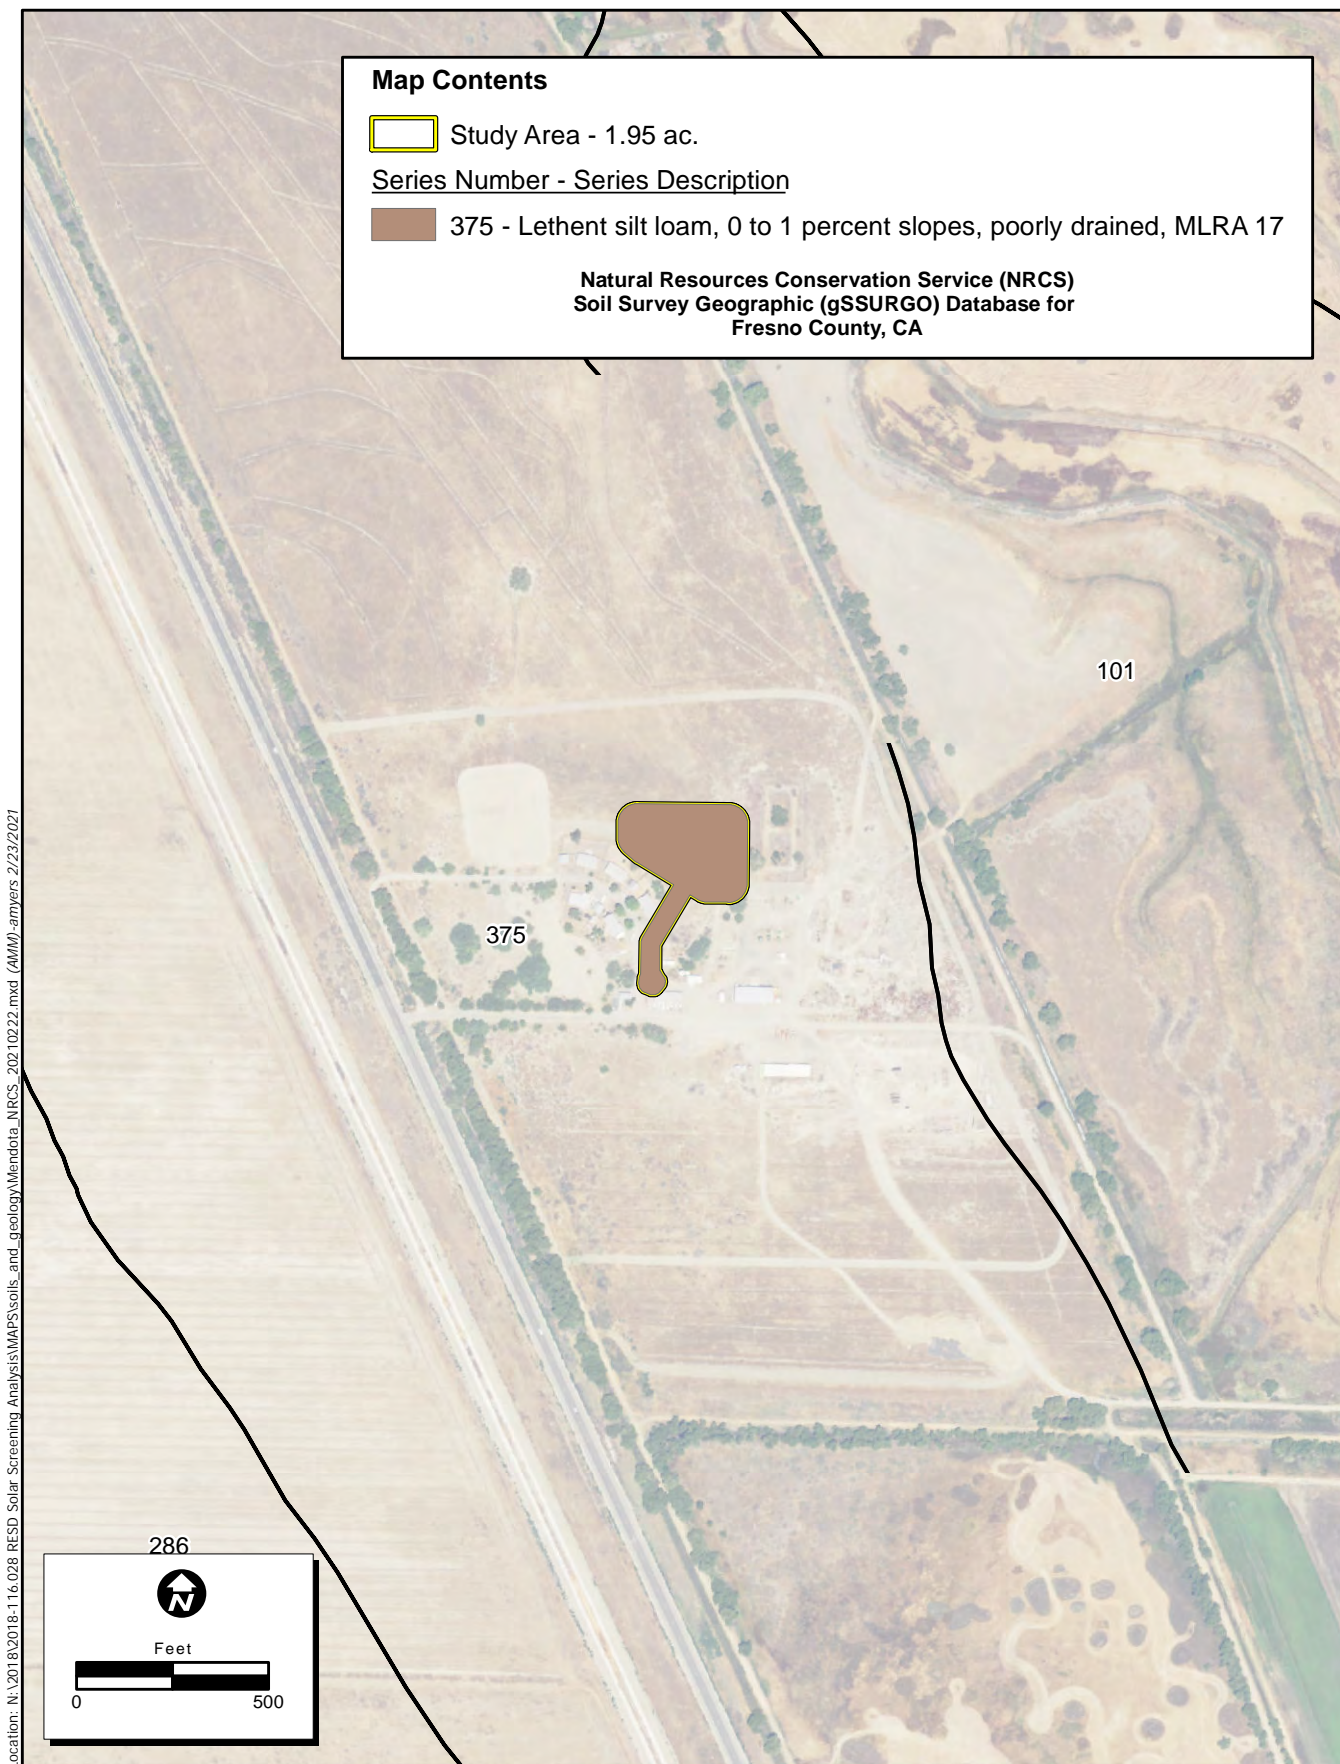 Map Contents
Study Area - 1.95 ac.
Series Number - Series Description
375 - Lethent silt loam, 0 to 1 percent slopes, poorly drained, MLRA 17
Natural Resources Conservation Service (NRCS)
Soil Survey Geographic (gSSURGO) Database for
Fresno County, CA
101
375
286
N
Feet
0 500
Location: N:\2018\2018-116.028 RESD Solar Screening Analysis\MAPS\soils_and_geology\Mendota_NRCS_20210222.mxd (AMM)-amyers 2/23/2021